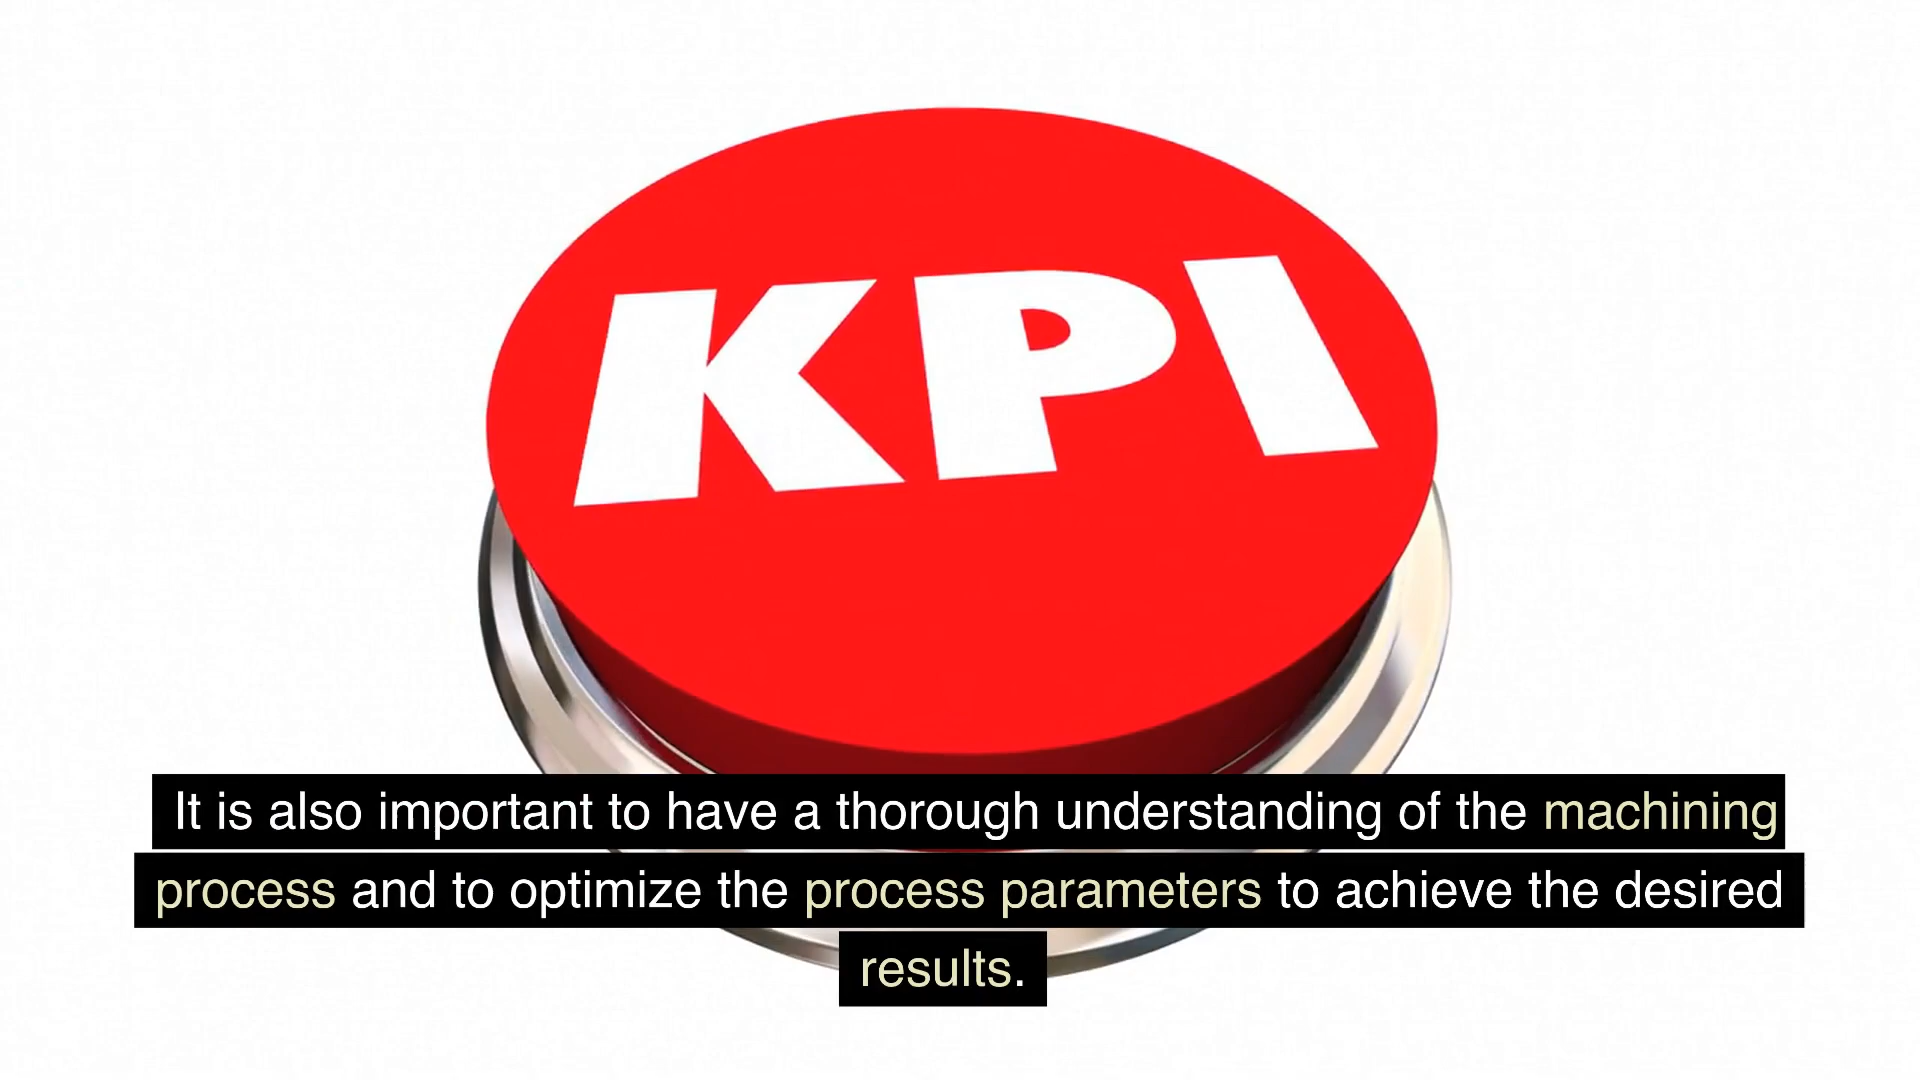 KPI
It is also important to have a thorough understanding of the machining
process and to optimize the process parameters to achieve the desired
results.